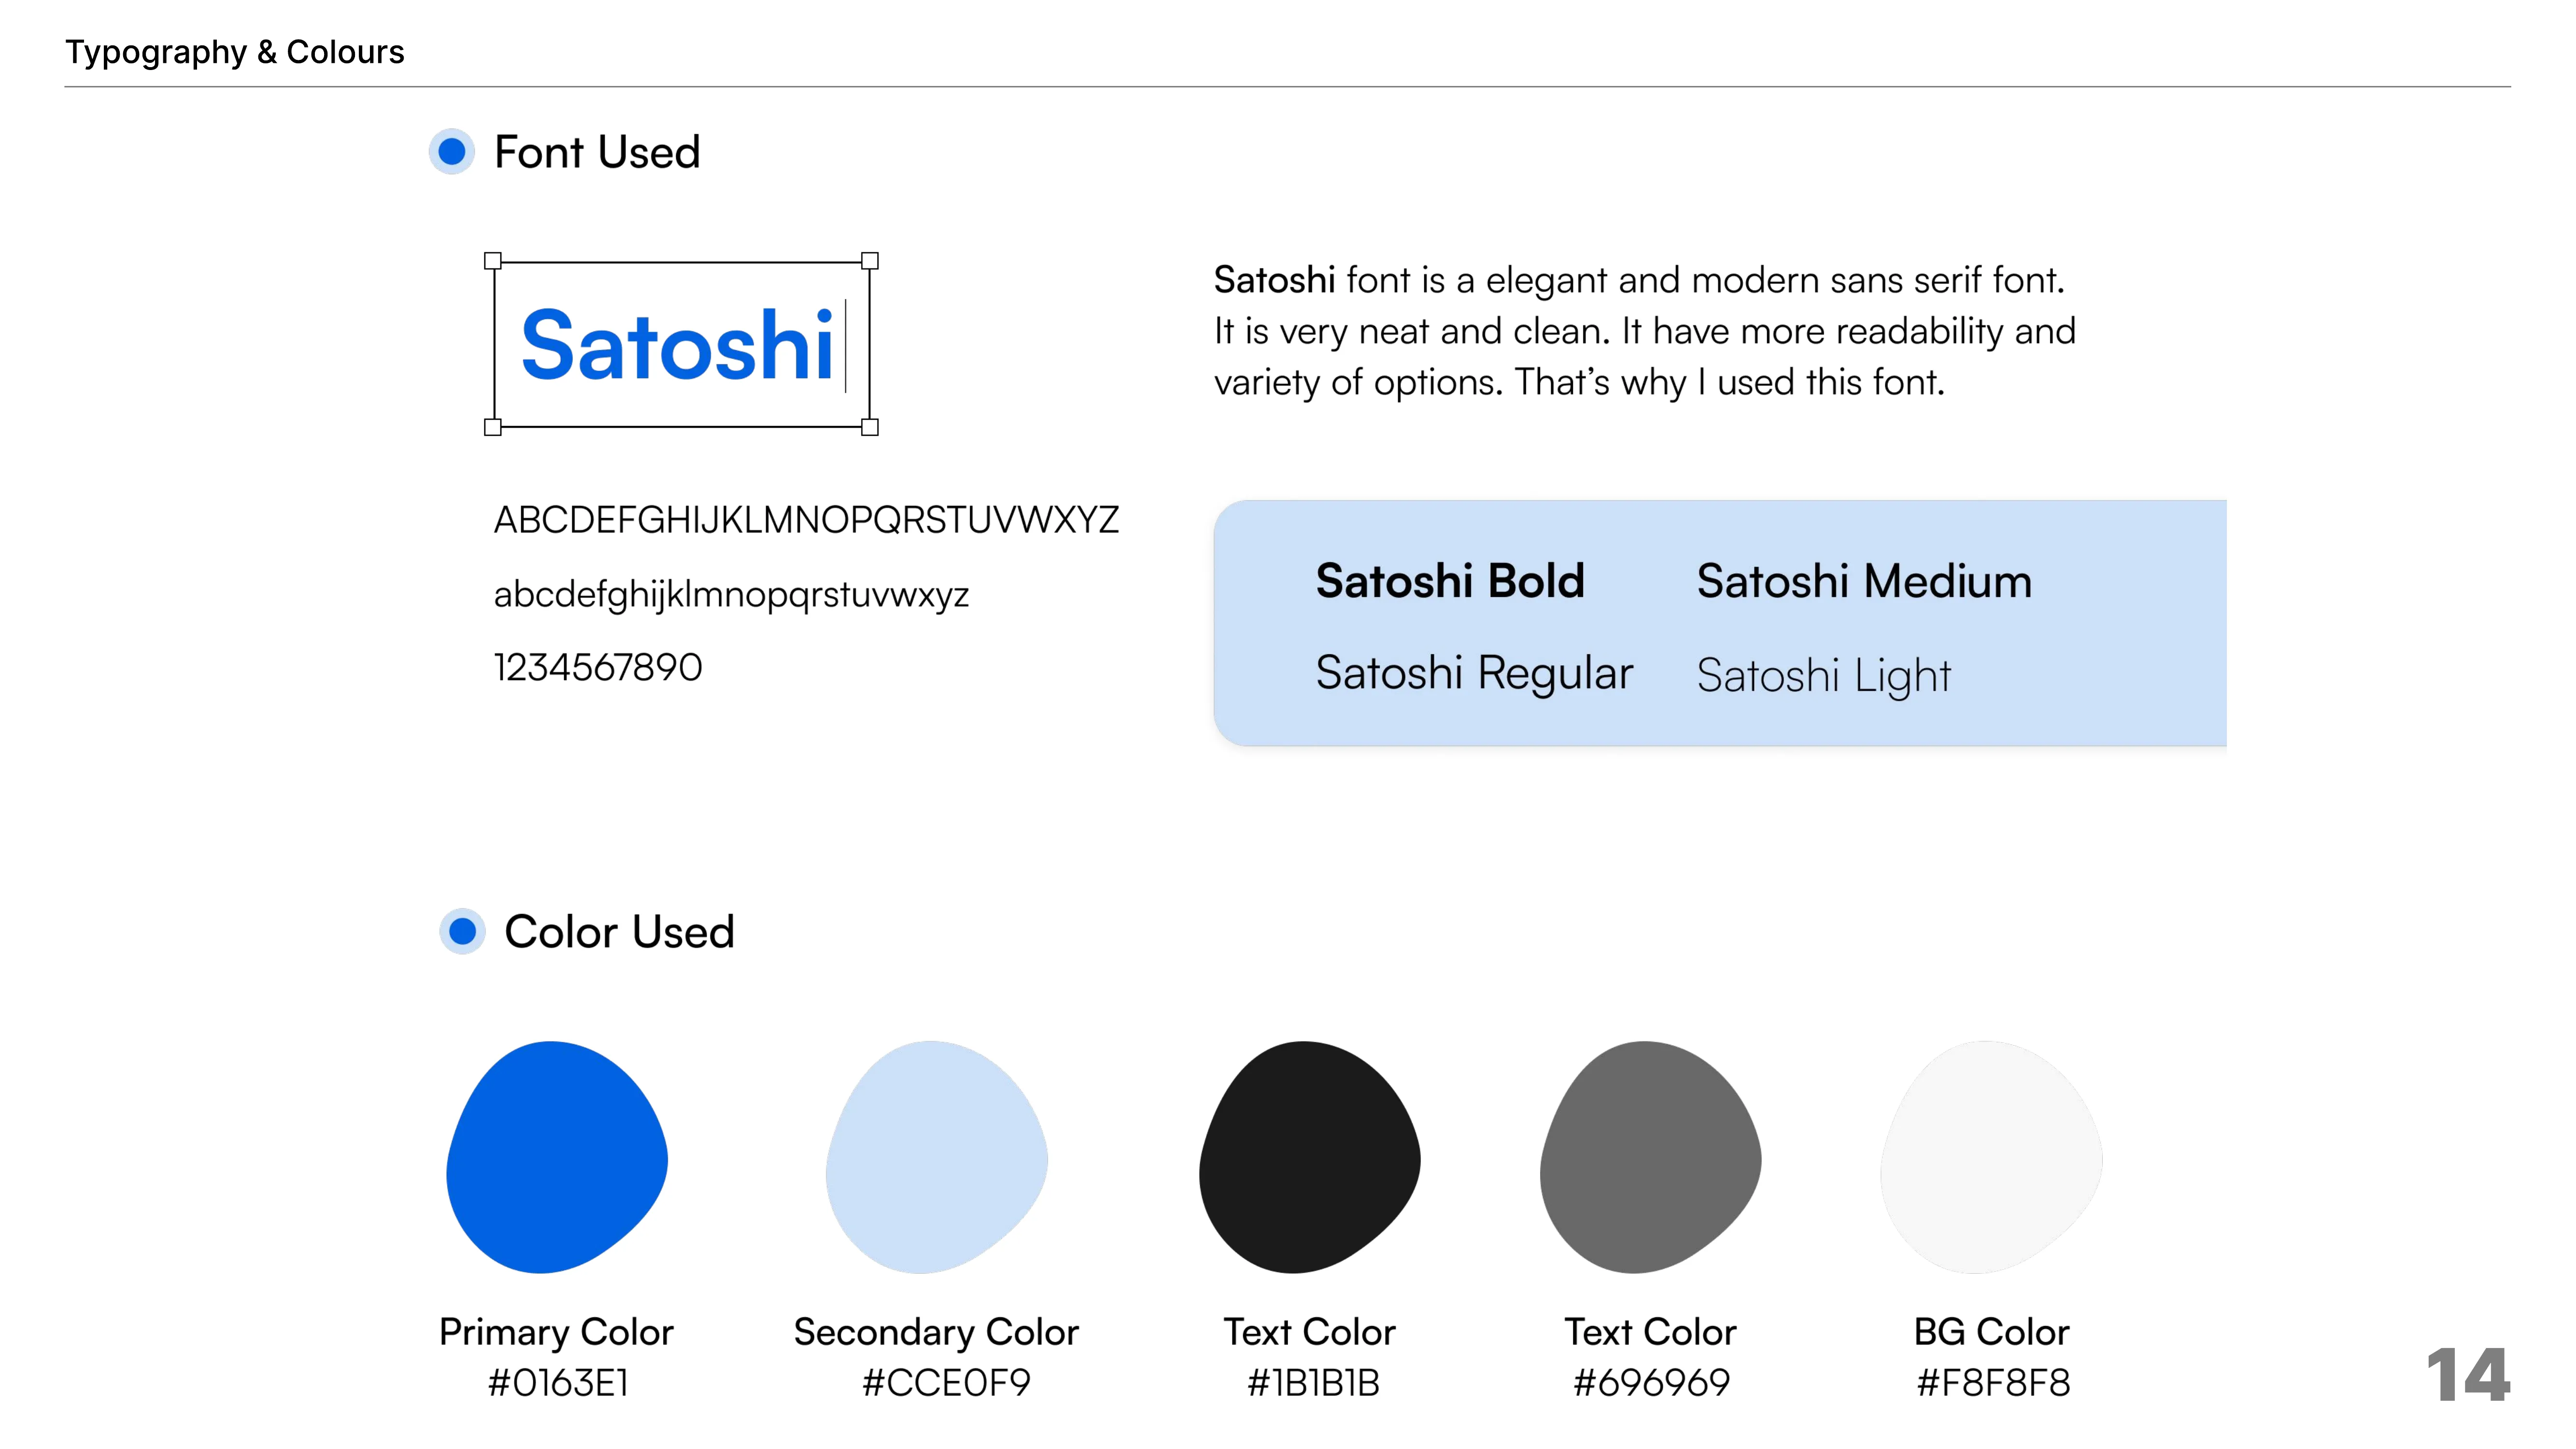 Typography & Colours
Font Used
Satoshi
Satoshi font is a elegant and modern sans serif font.
It is very neat and clean. It have more readability and
variety of options. That's why I used this font.
ABCDEFGHIJKLMNOPQRSTUVWXYZ
abcdefghijklmnopqrstuvwxyz
1234567890
Satoshi Bold
Satoshi Medium
Satoshi Regular
Satoshi Light
Color Used
Primary Color
#0163E1
Secondary Color
#CCE0F9
Text Color
#1B1B1B
Text Color
#696969
BG Color
#F8F8F8
14